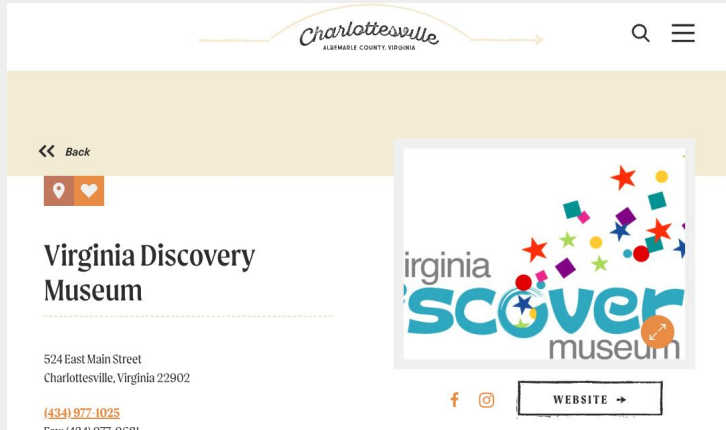 Charlottesville
ALBEMARLE COUNTY, VIRGINIA
Back
Virginia Discovery
Museum
524 East Main Street
Charlottesville, Virginia 22902
(434) 977-1025
irginia
scover
museum
WEBSITE